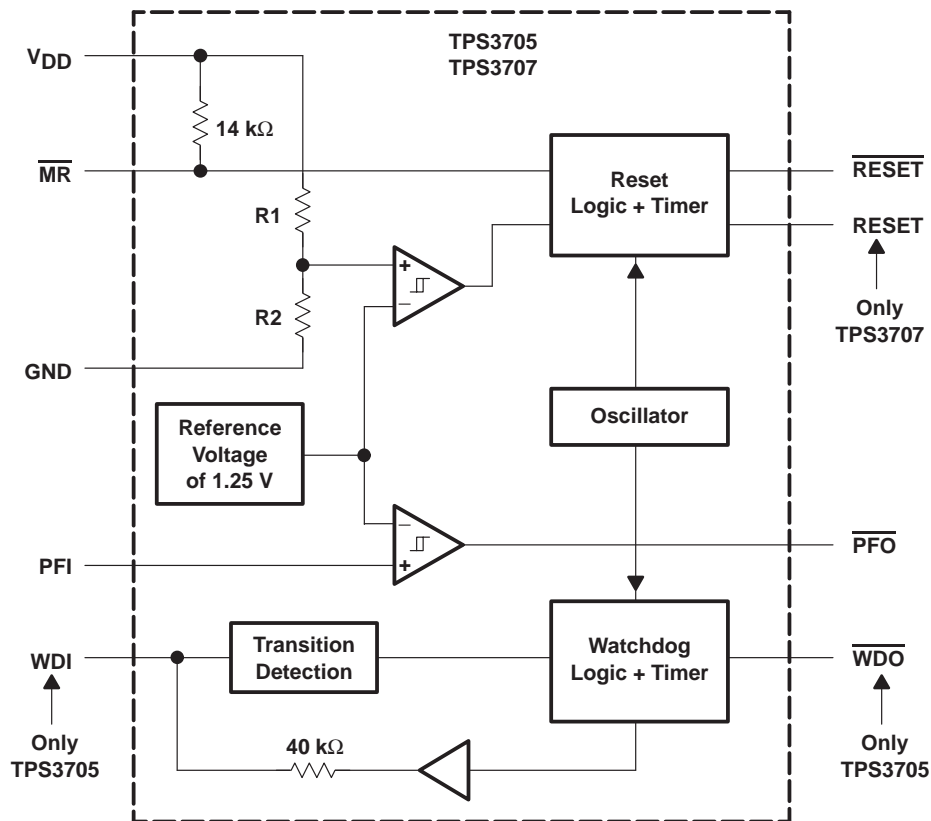 TPS3705
TPS3707
VDD
14 kΩ
MR
Reset
Logic + Timer
RESET
RESET
R1
+
−
R2
Only
TPS3707
GND
Oscillator
Reference
Voltage
of 1.25 V
−
+
PFI
PFO
WDI
Transition
Detection
Watchdog
Logic + Timer
WDO
Only
TPS3705
40 kΩ
Only
TPS3705